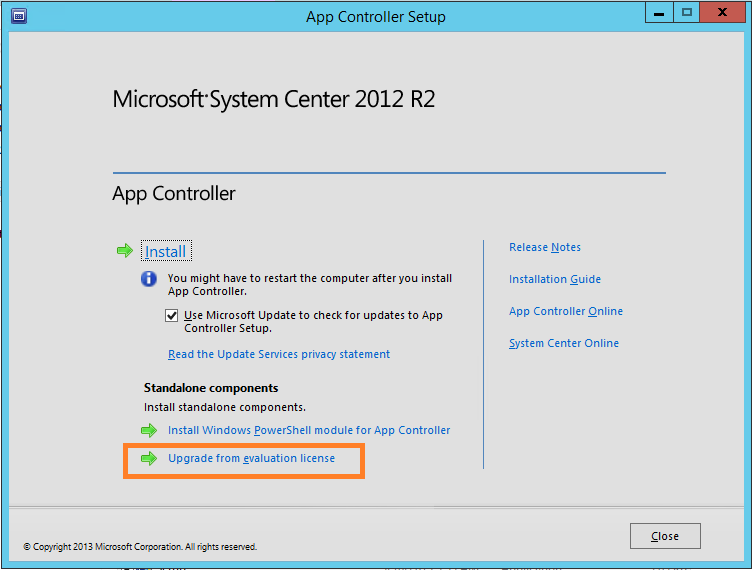 App Controller Setup
Microsoft® System Center 2012 R2
App Controller
Install
You might have to restart the computer after you install
App Controller.
Use Microsoft Update to check for updates to App
Controller Setup.
Read the Update Services privacy statement
Standalone components
Install standalone components.
Install Windows PowerShell module for App Controller
Upgrade from evaluation license
Release Notes
Installation Guide
App Controller Online
System Center Online
© Copyright 2013 Microsoft Corporation. All rights reserved.
Close